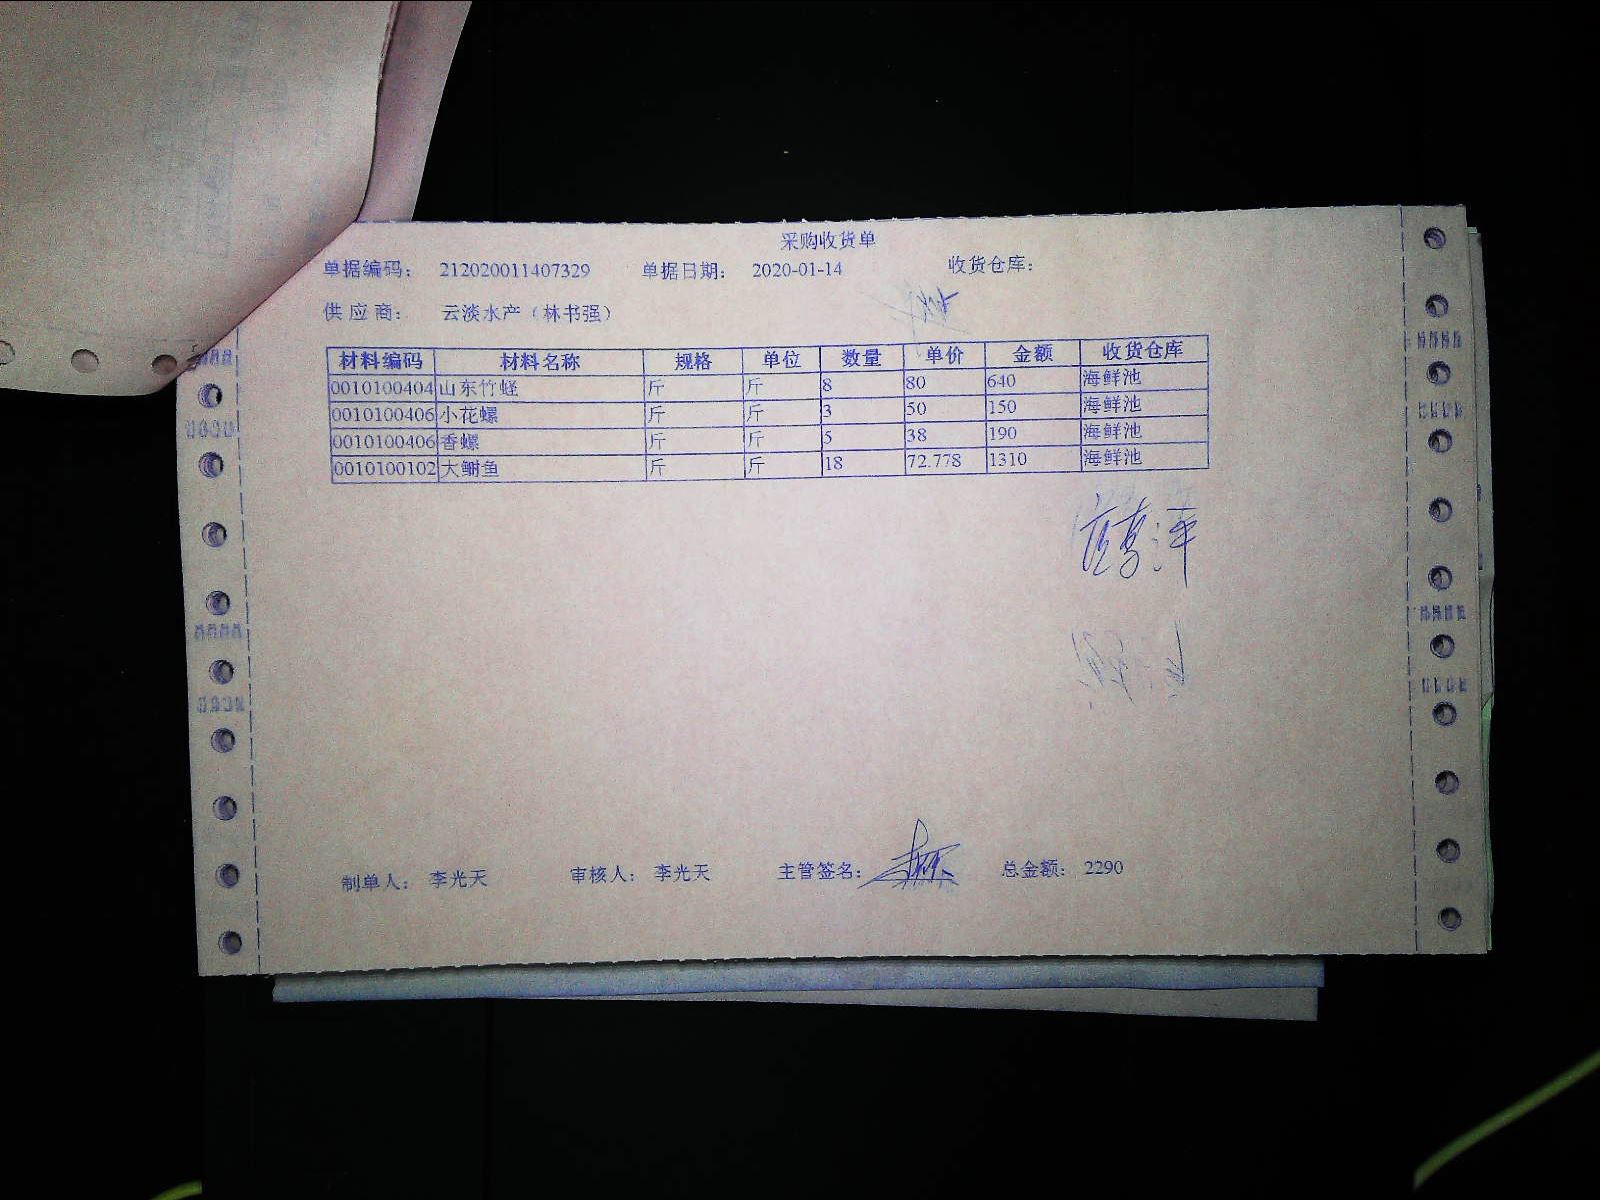 采购收货单
单据编码： 212020011407329 单据日期： 2020-01-14 收货仓库：
供 应 商： 云淡水产（林书强）
材料编码 材料名称 规格 单位 数量 单价 金额 收货仓库
0010100404 山东竹蛏 斤 斤 8 80 640 海鲜池
0010100406 小花螺 斤 斤 3 50 150 海鲜池
0010100406 香螺 斤 斤 5 38 190 海鲜池
0010100102 大鲥鱼 斤 斤 18 72.778 1310 海鲜池
制单人： 李光天 审核人： 李光天 主管签名： 总金额： 2290